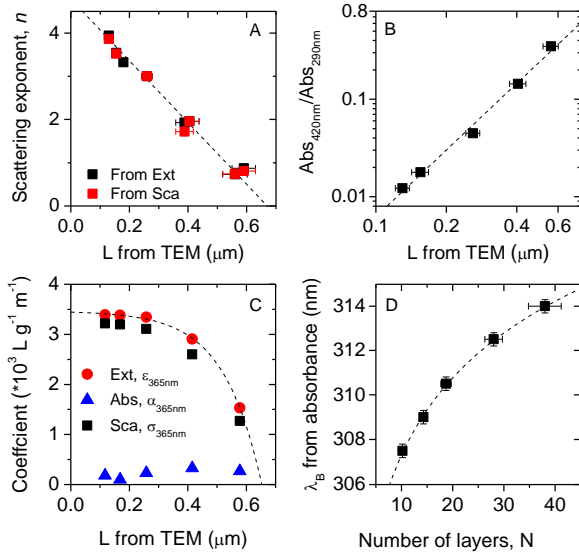 A
Scattering exponent, n
4
2
0
0.0 0.2 0.4 0.6
L from TEM (μm)
From Ext
From Sca
B
Abs420nm/Abs290nm
0.8
0.1
0.01
0.1 0.2 0.4 0.6
L from TEM (μm)
C
Coeffcient (*10³ L g⁻¹ m⁻¹)
4
3
2
1
0
0.0 0.2 0.4 0.6
L from TEM (μm)
Ext, ε365nm
Abs, α365nm
Sca, σ365nm
D
λB from absorbance (nm)
314
312
310
308
306
10 20 30 40
Number of layers, N